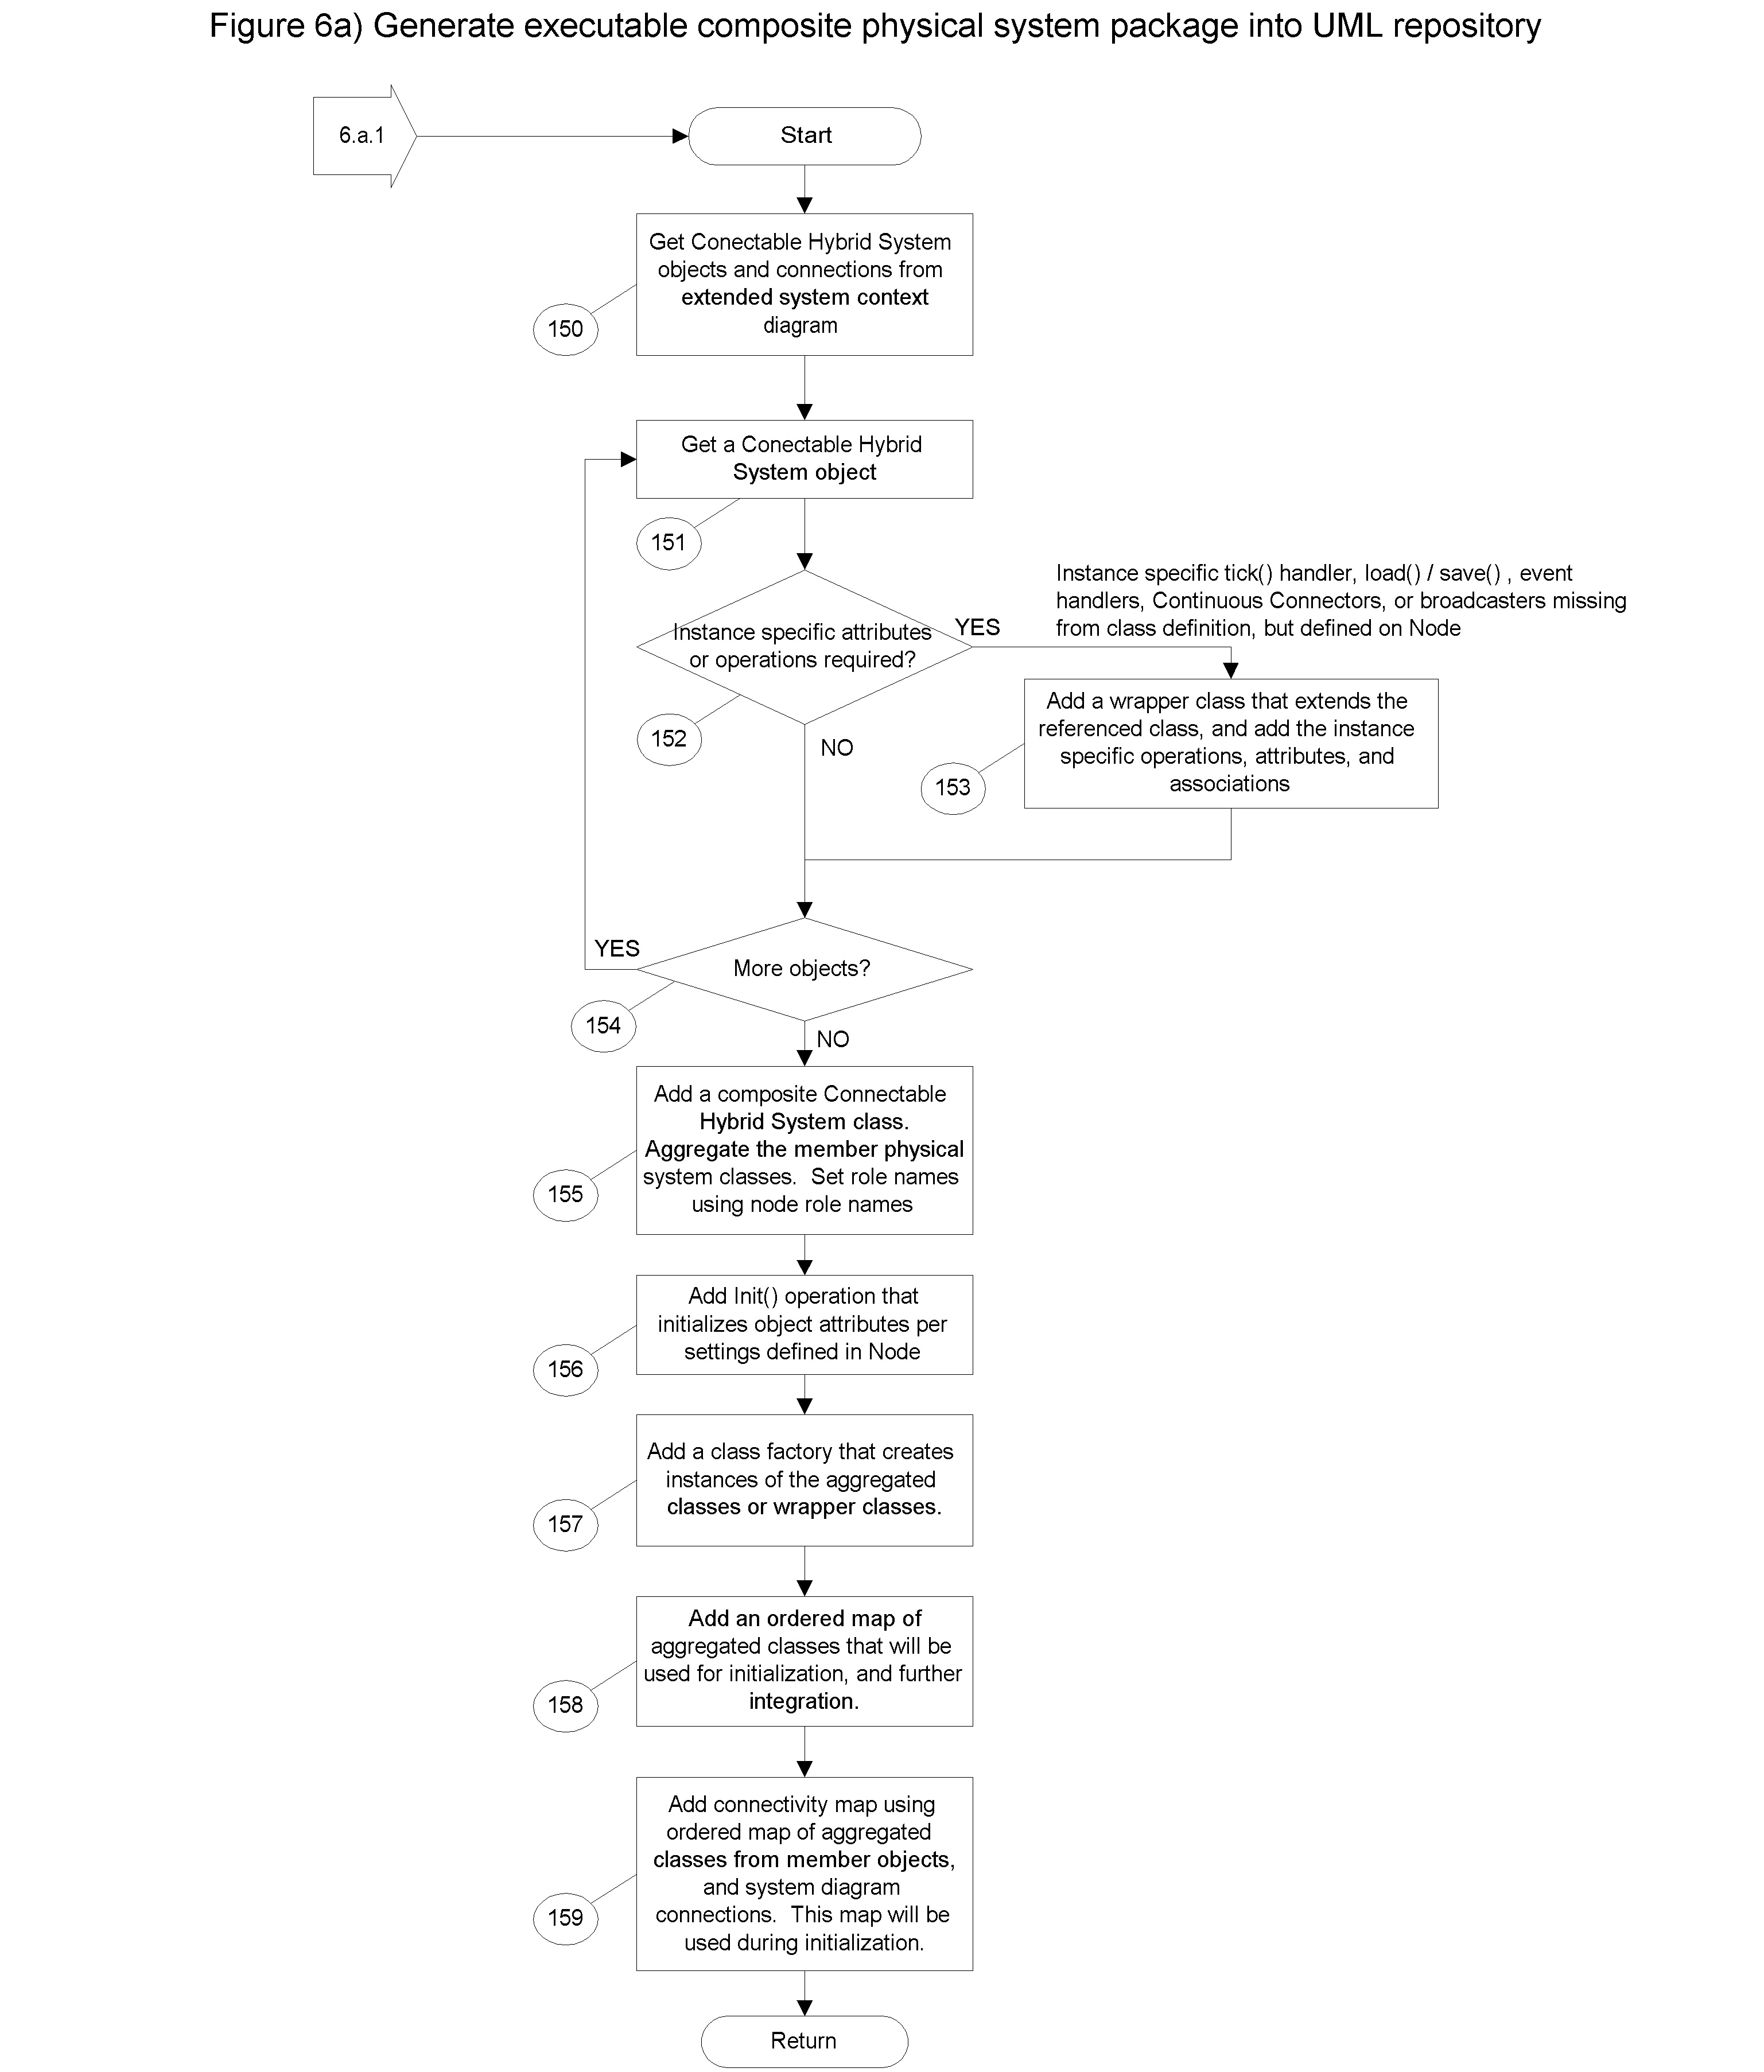 Figure 6a) Generate executable composite physical system package into UML repository
6.a.1
Start
Get Conectable Hybrid System
objects and connections from
extended system context
diagram
150
Get a Conectable Hybrid
System object
151
Instance specific tick() handler, load() / save() , event
handlers, Continuous Connectors, or broadcasters missing
from class definition, but defined on Node
YES
Instance specific attributes
or operations required?
152
NO
Add a wrapper class that extends the
referenced class, and add the instance
specific operations, attributes, and
associations
153
YES
More objects?
154
NO
Add a composite Connectable
Hybrid System class.
Aggregate the member physical
system classes.  Set role names
using node role names
155
Add Init() operation that
initializes object attributes per
settings defined in Node
156
Add a class factory that creates
instances of the aggregated
classes or wrapper classes.
157
Add an ordered map of
aggregated classes that will be
used for initialization, and further
integration.
158
Add connectivity map using
ordered map of aggregated
classes from member objects,
and system diagram
connections.  This map will be
used during initialization.
159
Return